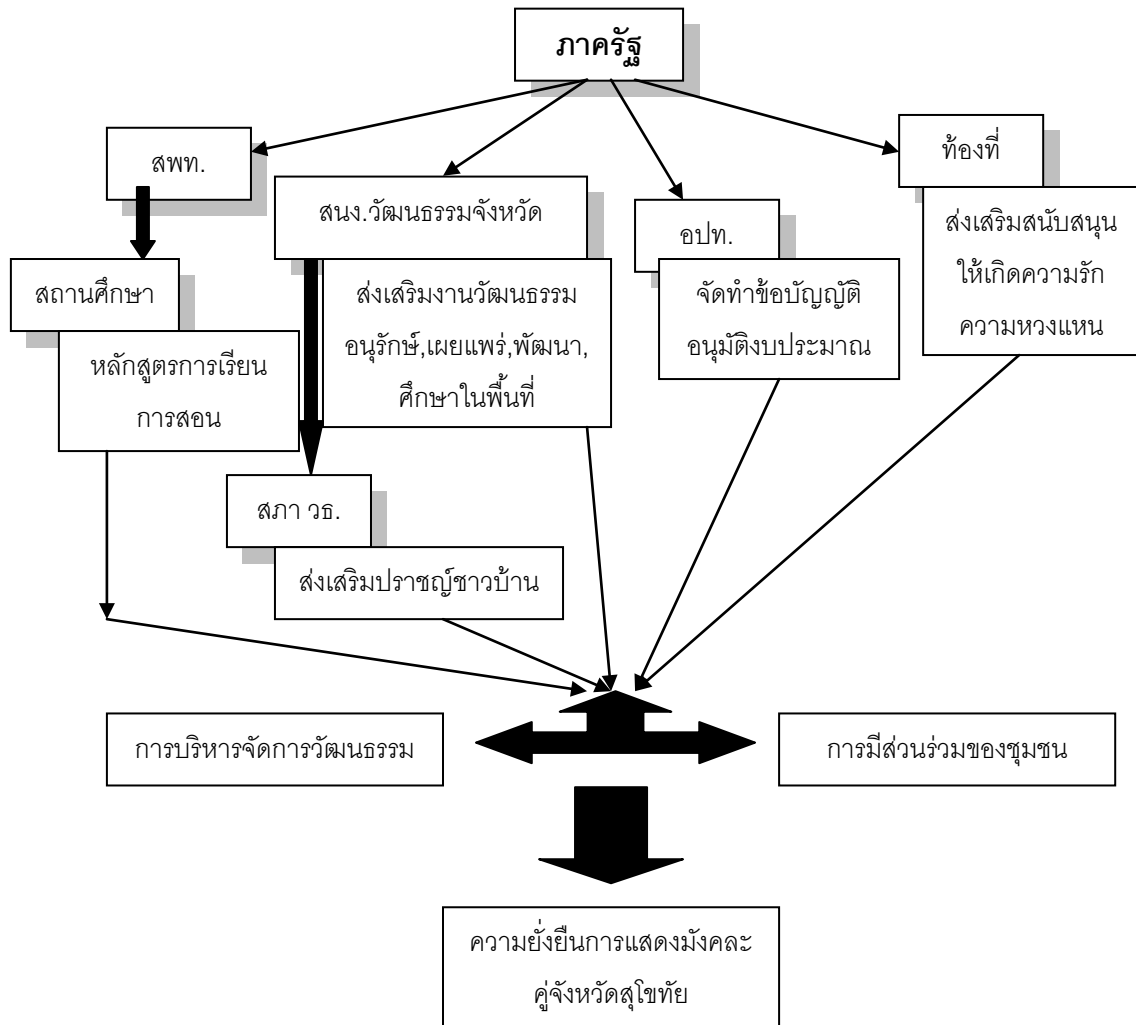 ภาครัฐ
สพท.
ท้องที่
สนง.วัฒนธรรมจังหวัด
อปท.
ส่งเสริมสนับสนุน
ให้เกิดความรัก
ความหวงแหน
สถานศึกษา
ส่งเสริมงานวัฒนธรรม
อนุรักษ์,เผยแพร่,พัฒนา,
ศึกษาในพื้นที่
จัดทำข้อบัญญัติ
อนุมัติงบประมาณ
หลักสูตรการเรียน
การสอน
สภา วธ.
ส่งเสริมปราชญ์ชาวบ้าน
การบริหารจัดการวัฒนธรรม
การมีส่วนร่วมของชุมชน
ความยั่งยืนการแสดงมังคละ
คู่จังหวัดสุโขทัย